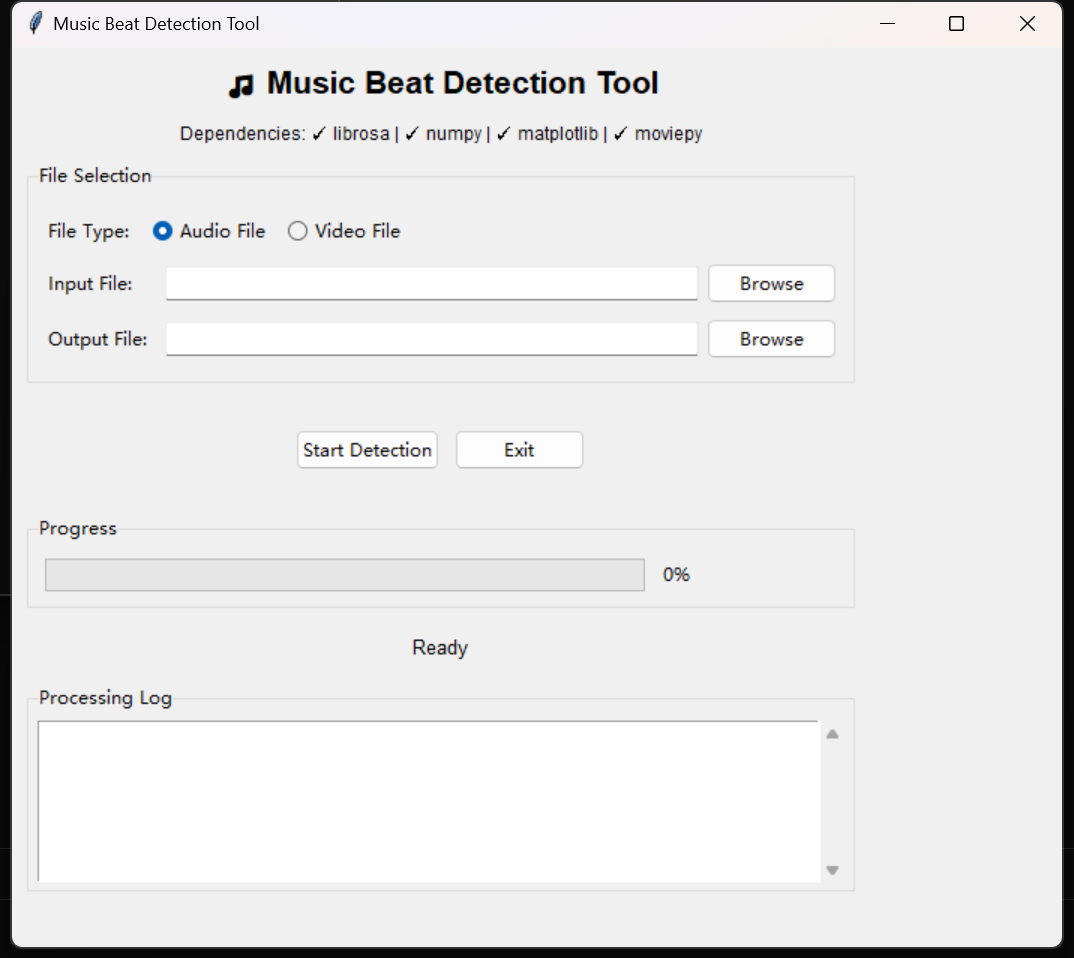 Music Beat Detection Tool
♫ Music Beat Detection Tool
Dependencies: ✓ librosa | ✓ numpy | ✓ matplotlib | ✓ moviepy
File Selection
File Type: Audio File Video File
Input File: Browse
Output File: Browse
Start Detection Exit
Progress
0%
Ready
Processing Log